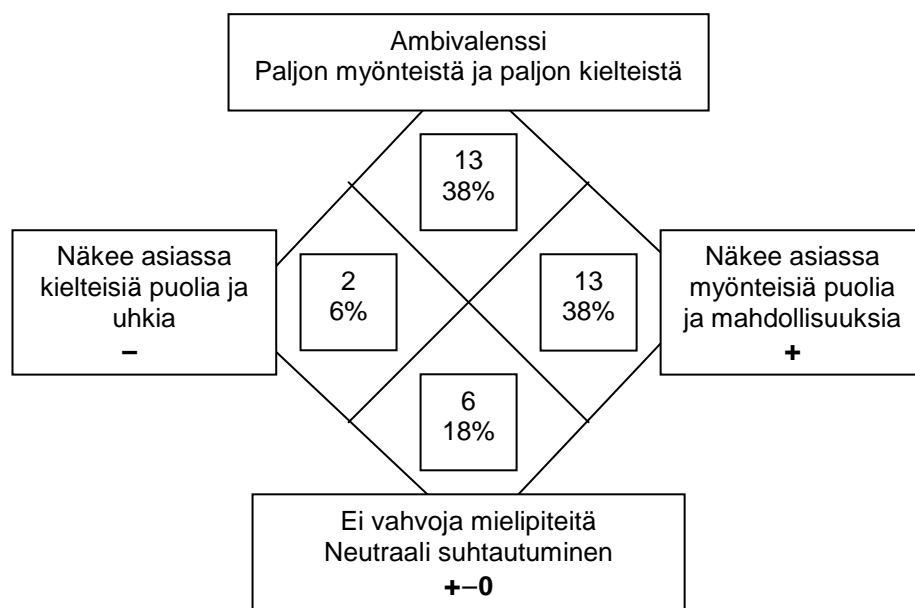 Ambivalenssi
Paljon myönteistä ja paljon kielteistä
13
38%
Näkee asiassa
kielteisiä puolia ja
uhkia
–
2
6%
13
38%
Näkee asiassa
myönteisiä puolia
ja mahdollisuuksia
+
6
18%
Ei vahvoja mielipiteitä
Neutraali suhtautuminen
+–0